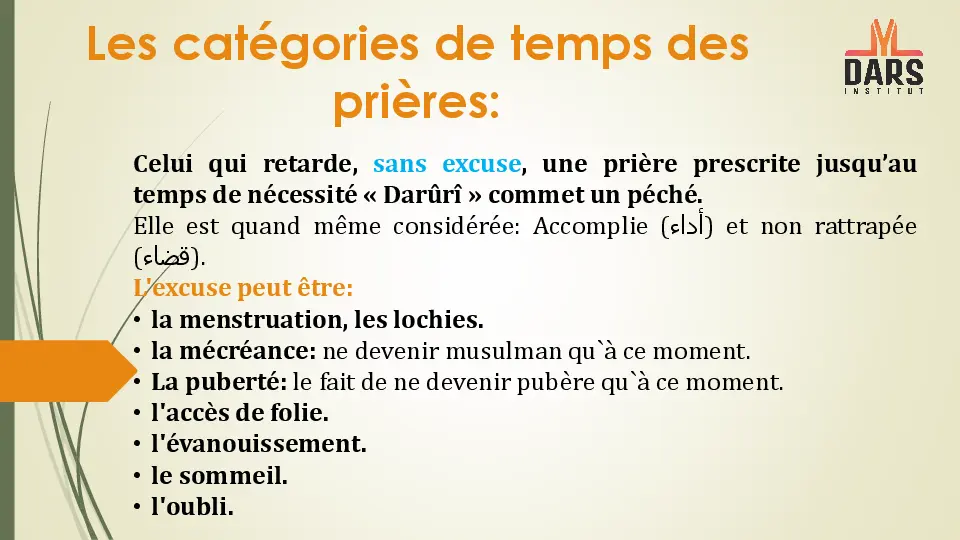 Les catégories de temps des
prières:
DARS
INSTITUT
Celui qui retarde, sans excuse, une prière prescrite jusqu’au
temps de nécessité « Darûrî » commet un péché.
Elle est quand même considérée: Accomplie (أداء) et non rattrapée
(قضاء).
L'excuse peut être:
• la menstruation, les lochies.
• la mécréance: ne devenir musulman qu`à ce moment.
• La puberté: le fait de ne devenir pubère qu`à ce moment.
• l'accès de folie.
• l'évanouissement.
• le sommeil.
• l'oubli.